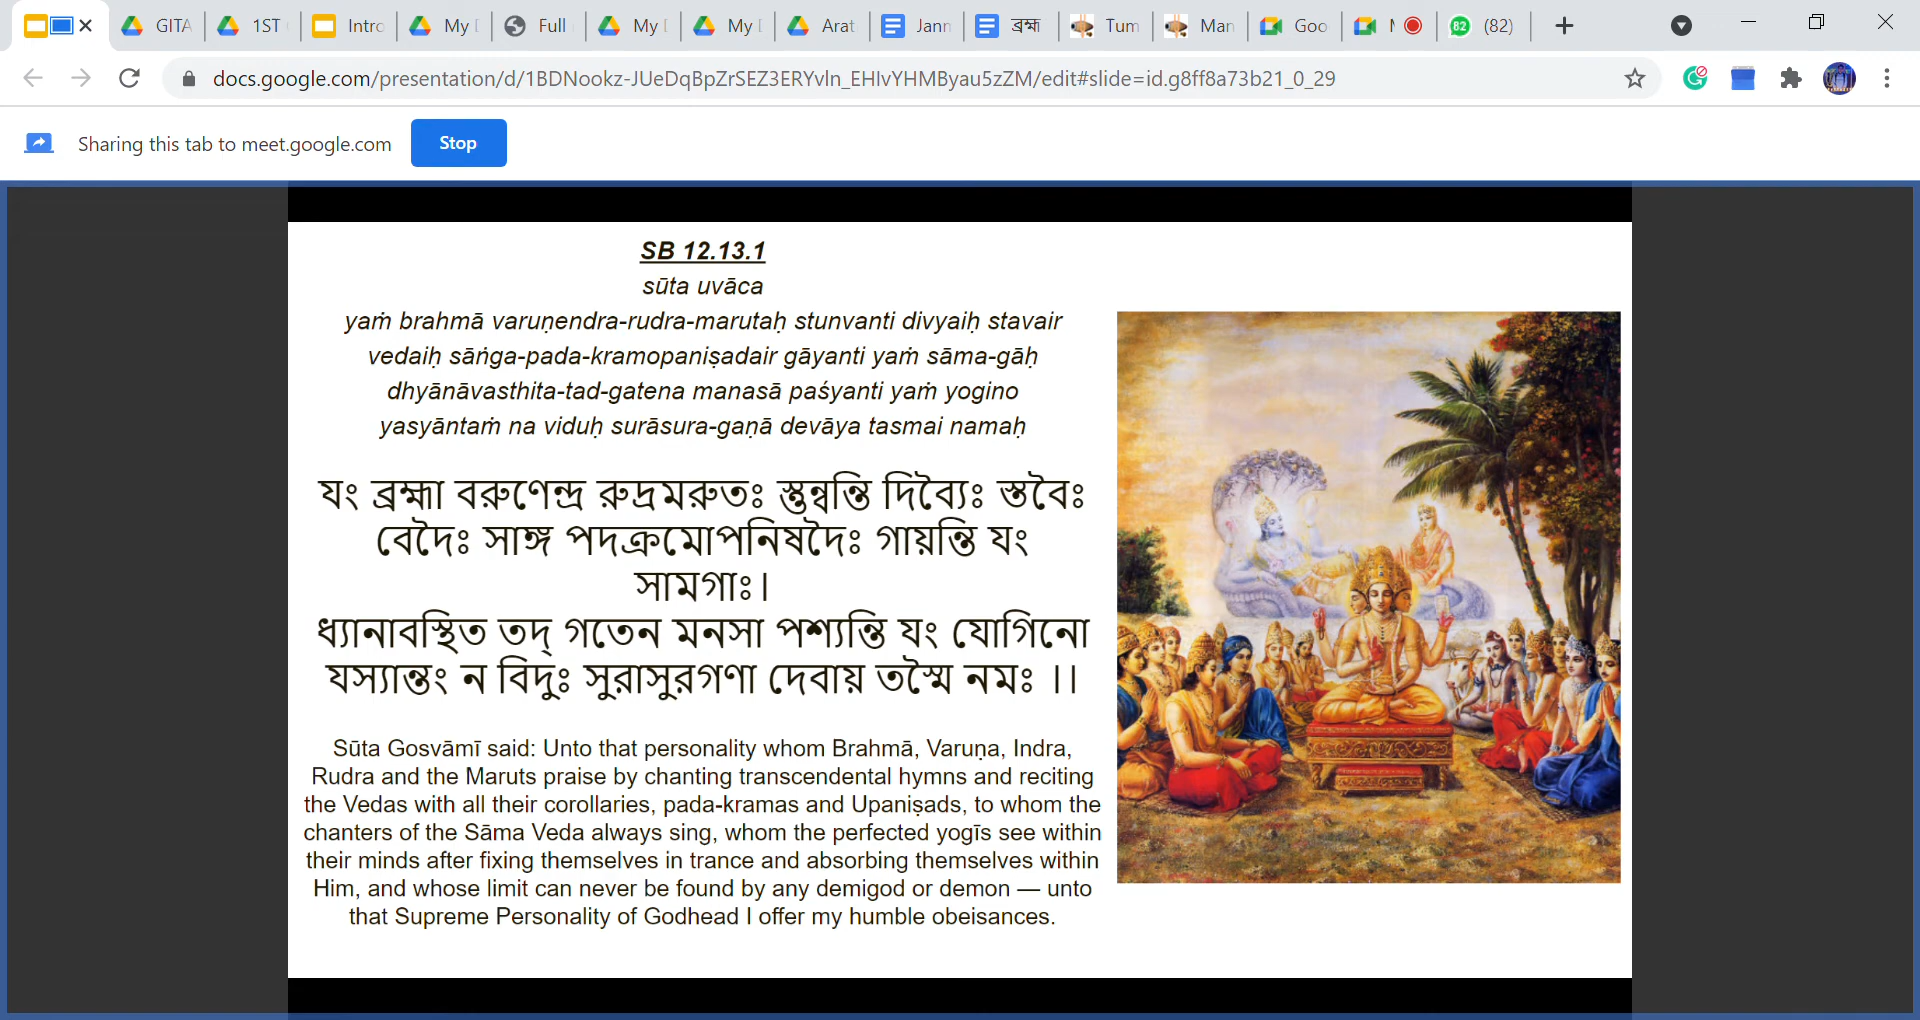 GITA
1ST
Intro
My
Full
My
My
Arat
Jann
ব্রহ্ম
Tum
Man
Goo
82 (82)
docs.google.com/presentation/d/1BDNookz-JUeDqBpZrSEZ3ERYvln_EHIvYHMByau5zZM/edit#slide=id.g8ff8a73b21_0_29
Sharing this tab to meet.google.com
Stop
SB 12.13.1
sūta uvāca
yaṁ brahmā varuṇendra-rudra-marutaḥ stunvanti divyaiḥ stavair
vedaiḥ sāṅga-pada-kramopaniṣadair gāyanti yaṁ sāma-gāḥ
dhyānāvasthita-tad-gatena manasā paśyanti yaṁ yogino
yasyāntaṁ na viduḥ surāsura-gaṇā devāya tasmai namaḥ
যং ব্রহ্মা বরুণেন্দ্র রুদ্রমরুতঃ স্তুন্বন্তি দিব্যৈঃ স্তবৈঃ
বেদৈঃ সাঙ্গ পদক্রমোপনিষদৈঃ গায়ন্তি যং
সামগাঃ।
ধ্যানাবস্থিত তদ্ গতেন মনসা পশ্যন্তি যং যোগিনো
যস্যান্তং ন বিদুঃ সুরাসুরগণা দেবায় তস্মৈ নমঃ ।।
Sūta Gosvāmī said: Unto that personality whom Brahmā, Varuṇa, Indra,
Rudra and the Maruts praise by chanting transcendental hymns and reciting
the Vedas with all their corollaries, pada-kramas and Upaniṣads, to whom the
chanters of the Sāma Veda always sing, whom the perfected yogīs see within
their minds after fixing themselves in trance and absorbing themselves within
Him, and whose limit can never be found by any demigod or demon — unto
that Supreme Personality of Godhead I offer my humble obeisances.